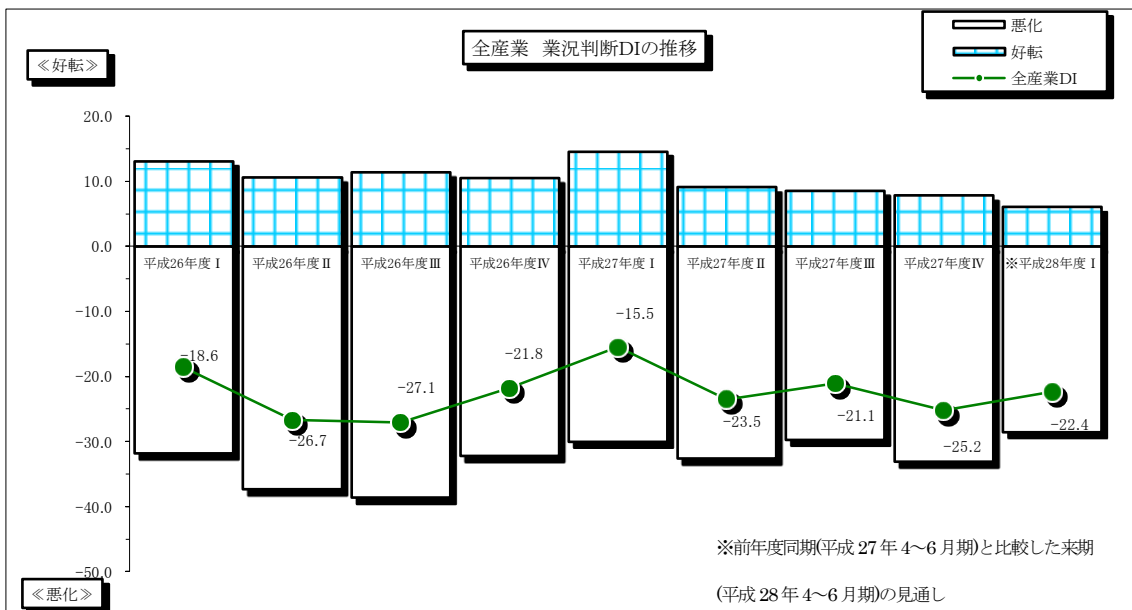 全産業 業況判断DIの推移
悪化
好転
全産業DI
≪好転≫
20.0
10.0
0.0
-10.0
-20.0
-30.0
-40.0
-50.0
平成26年度Ⅰ
平成26年度Ⅱ
平成26年度Ⅲ
平成26年度Ⅳ
平成27年度Ⅰ
平成27年度Ⅱ
平成27年度Ⅲ
平成27年度Ⅳ
※平成28年度Ⅰ
-18.6
-26.7
-27.1
-21.8
-15.5
-23.5
-21.1
-25.2
-22.4
※前年度同期(平成27年4～6月期)と比較した来期
(平成28年4～6月期)の見通し
≪悪化≫